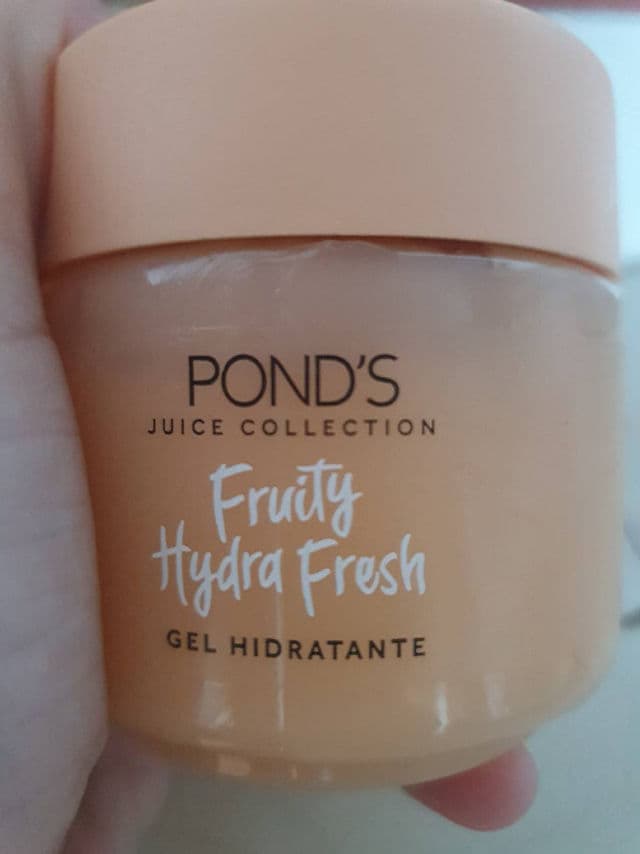 POND'S
JUICE COLLECTION
Fruity
Hydra Fresh
GEL HIDRATANTE